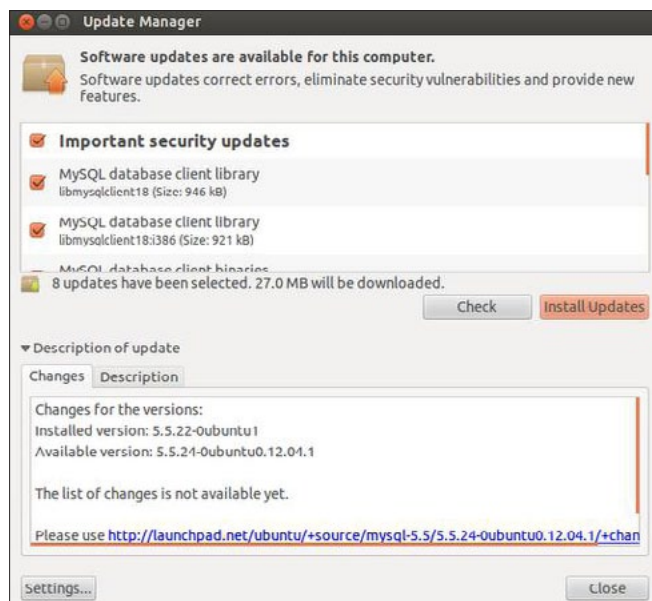 Update Manager
Software updates are available for this computer.
Software updates correct errors, eliminate security vulnerabilities and provide new
features.
Important security updates
MySQL database client library
libmysqlclient18 (Size: 946 kB)
MySQL database client library
libmysqlclient18:i386 (Size: 921 kB)
MySQL database client binaries
8 updates have been selected. 27.0 MB will be downloaded.
Check
Install Updates
Description of update
Changes
Description
Changes for the versions:
Installed version: 5.5.22-0ubuntu1
Available version: 5.5.24-0ubuntu0.12.04.1
The list of changes is not available yet.
Please use http://launchpad.net/ubuntu/+source/mysql-5.5/5.5.24-0ubuntu0.12.04.1/+chan
Settings...
Close